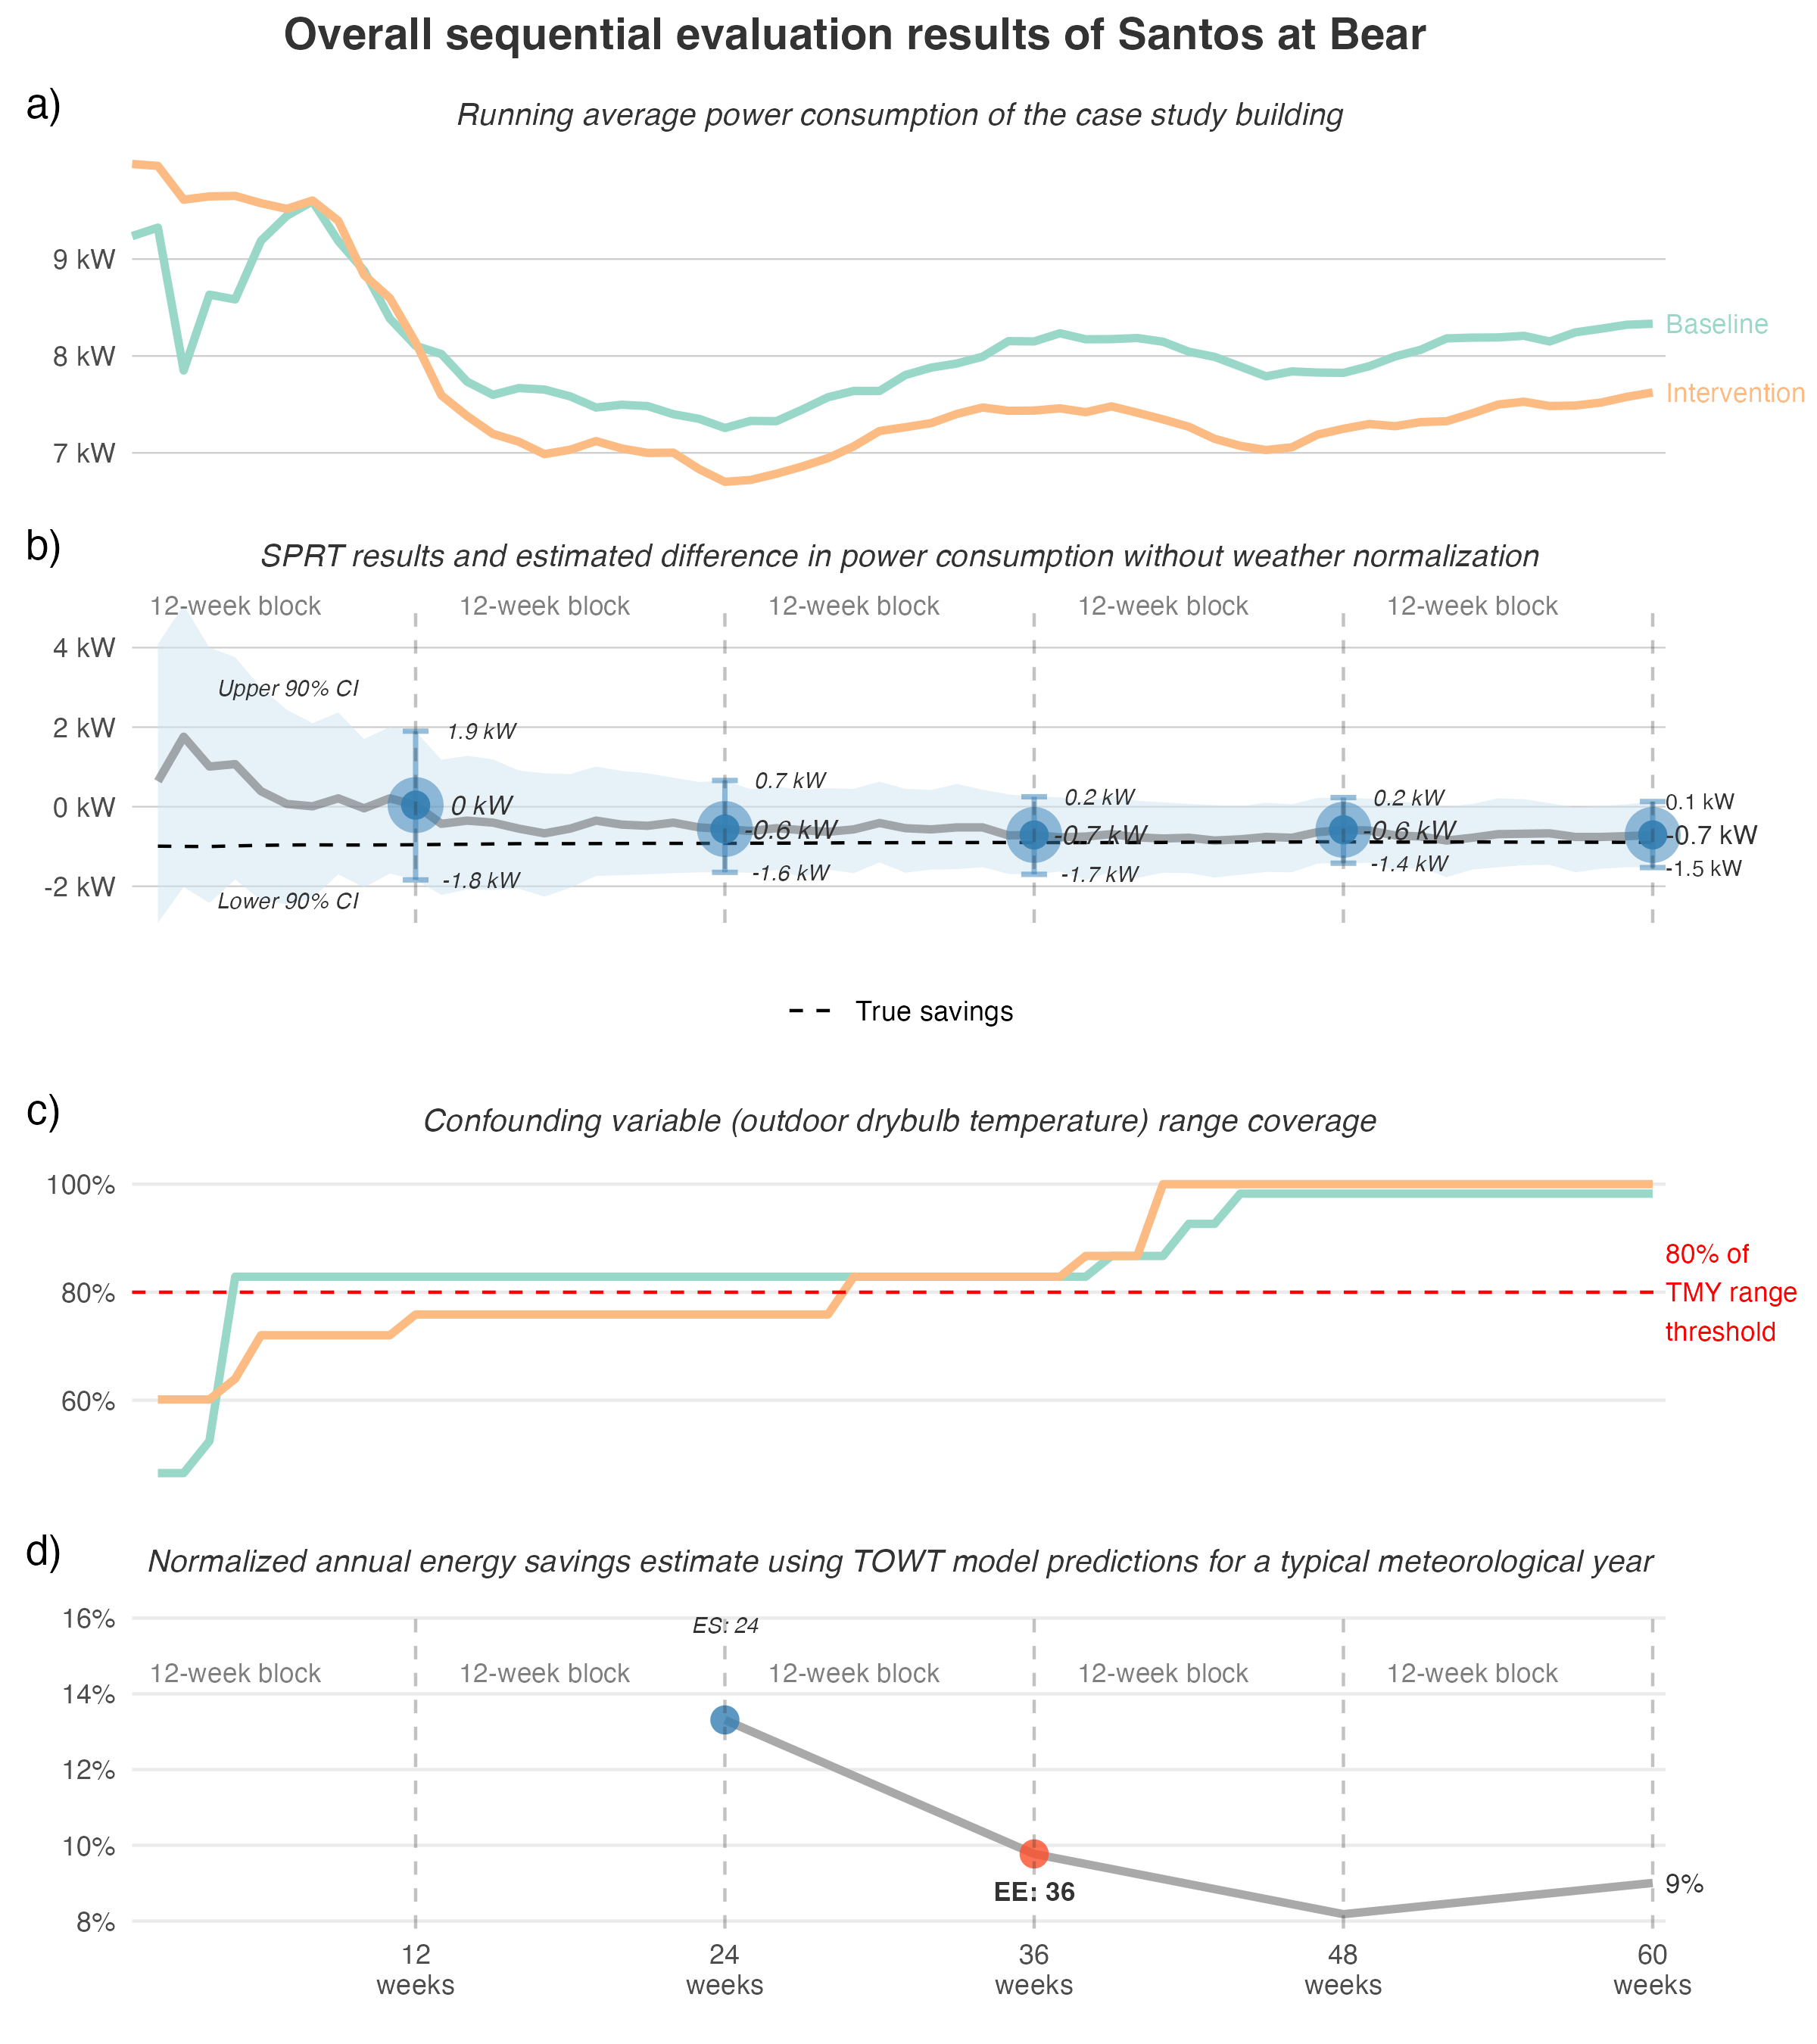 Overall sequential evaluation results of Santos at Bear
a)
Running average power consumption of the case study building
9 kW
8 kW
7 kW
Baseline
Intervention
b)
SPRT results and estimated difference in power consumption without weather normalization
12-week block 12-week block 12-week block 12-week block 12-week block
4 kW
2 kW
0 kW
-2 kW
Upper 90% CI
Lower 90% CI
1.9 kW
0 kW
-1.8 kW
0.7 kW
-0.6 kW
-1.6 kW
0.2 kW
-0.7 kW
-1.7 kW
0.2 kW
-0.6 kW
-1.4 kW
0.1 kW
-0.7 kW
-1.5 kW
True savings
c)
Confounding variable (outdoor drybulb temperature) range coverage
100%
80%
60%
80% of
TMY range
threshold
d)
Normalized annual energy savings estimate using TOWT model predictions for a typical meteorological year
16%
14%
12%
10%
8%
ES: 24
12-week block 12-week block 12-week block 12-week block 12-week block
EE: 36
9%
12 weeks
24 weeks
36 weeks
48 weeks
60 weeks